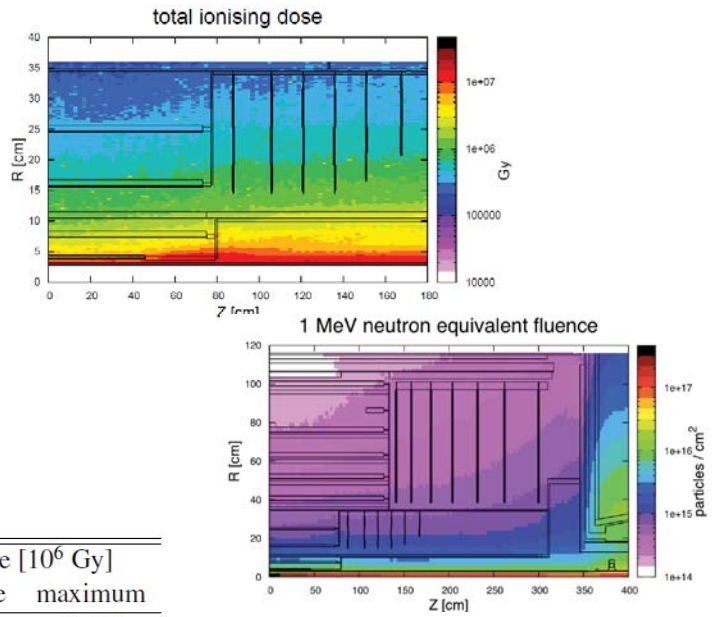 total ionising dose
40
35
30
25
20
15
10
5
0
R [cm]
0 20 40 60 80 100 120 140 160 180
Z [cm]
1e+07
1e+06
100000
10000
Gy
1 MeV neutron equivalent fluence
120
100
80
60
40
20
0
R [cm]
0 50 100 150 200 250 300 350 400
Z [cm]
1e+17
1e+16
1e+15
1e+14
particles / cm²
e [10⁶ Gy]
e maximum